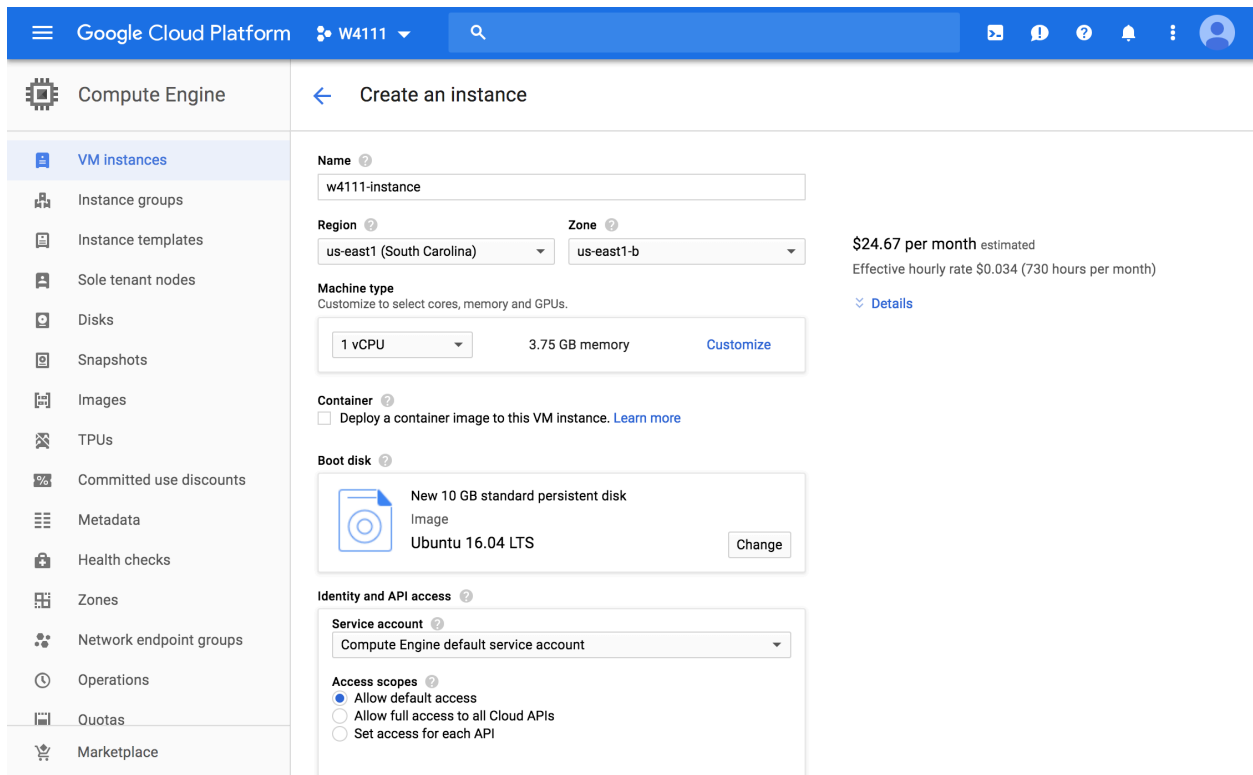 Google Cloud Platform
W4111
Compute Engine
Create an instance
VM instances
Instance groups
Instance templates
Sole tenant nodes
Disks
Snapshots
Images
TPUs
Committed use discounts
Metadata
Health checks
Zones
Network endpoint groups
Operations
Quotas
Marketplace
Name
w4111-instance
Region
Zone
us-east1 (South Carolina)
us-east1-b
Machine type
Customize to select cores, memory and GPUs.
1 vCPU
3.75 GB memory
Customize
Container
Deploy a container image to this VM instance. Learn more
Boot disk
New 10 GB standard persistent disk
Image
Ubuntu 16.04 LTS
Change
Identity and API access
Service account
Compute Engine default service account
Access scopes
Allow default access
Allow full access to all Cloud APIs
Set access for each API
$24.67 per month estimated
Effective hourly rate $0.034 (730 hours per month)
Details